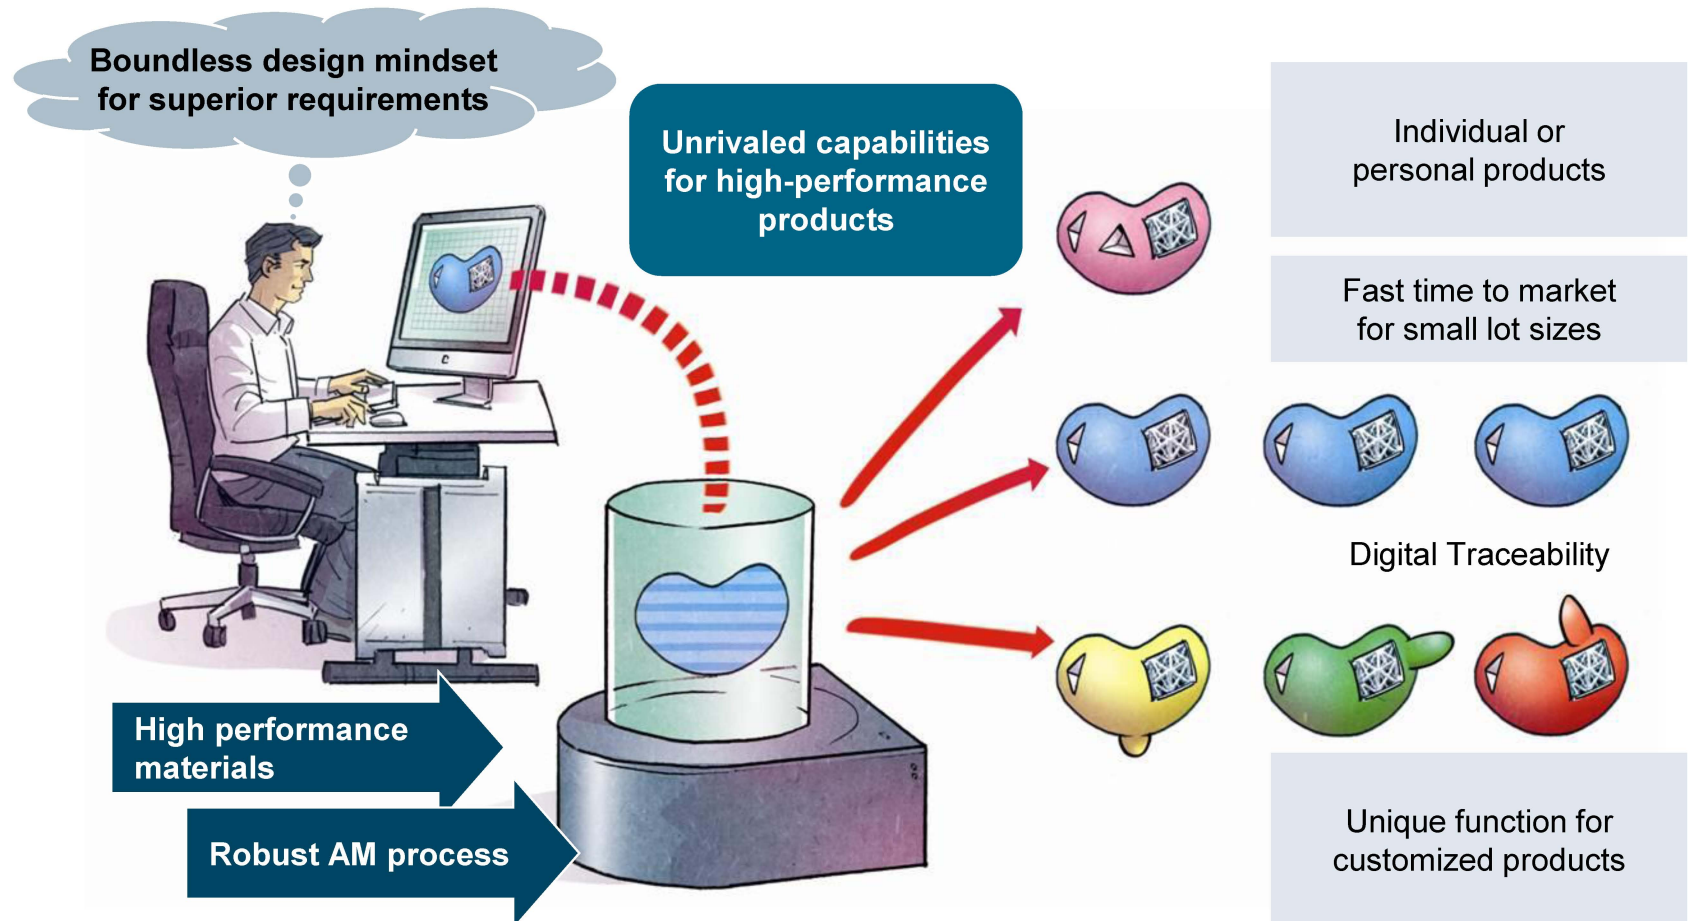 Boundless design mindset
for superior requirements
Unrivaled capabilities
for high-performance
products
Individual or
personal products
Fast time to market
for small lot sizes
Digital Traceability
High performance
materials
Robust AM process
Unique function for
customized products